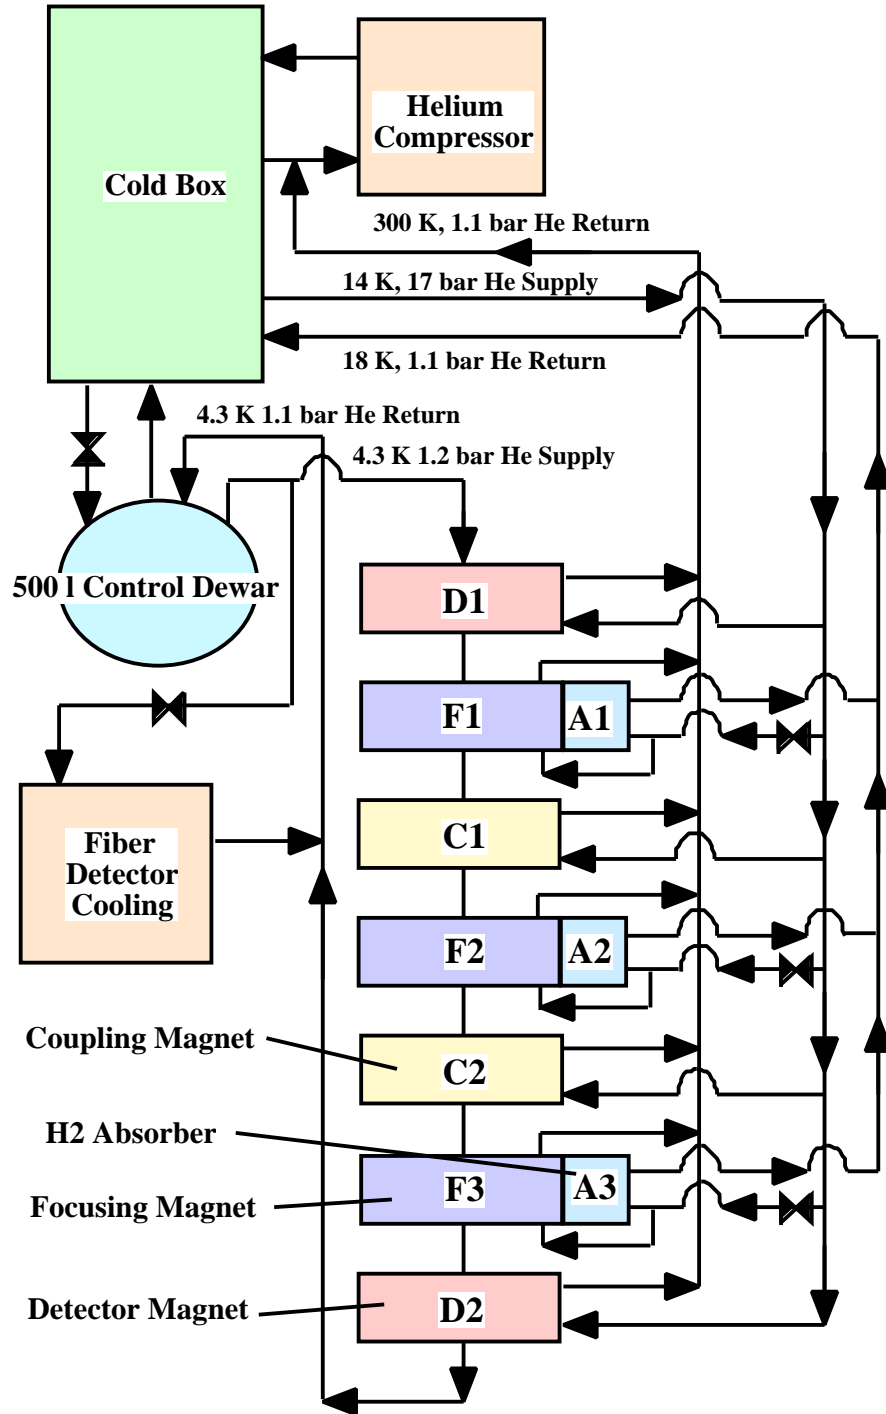 Helium
Compressor
Cold Box
300 K, 1.1 bar He Return
14 K, 17 bar He Supply
18 K, 1.1 bar He Return
4.3 K 1.1 bar He Return
4.3 K 1.2 bar He Supply
500 l Control Dewar
D1
F1
A1
C1
Fiber
Detector
Cooling
F2
A2
Coupling Magnet
C2
H2 Absorber
F3
A3
Focusing Magnet
Detector Magnet
D2